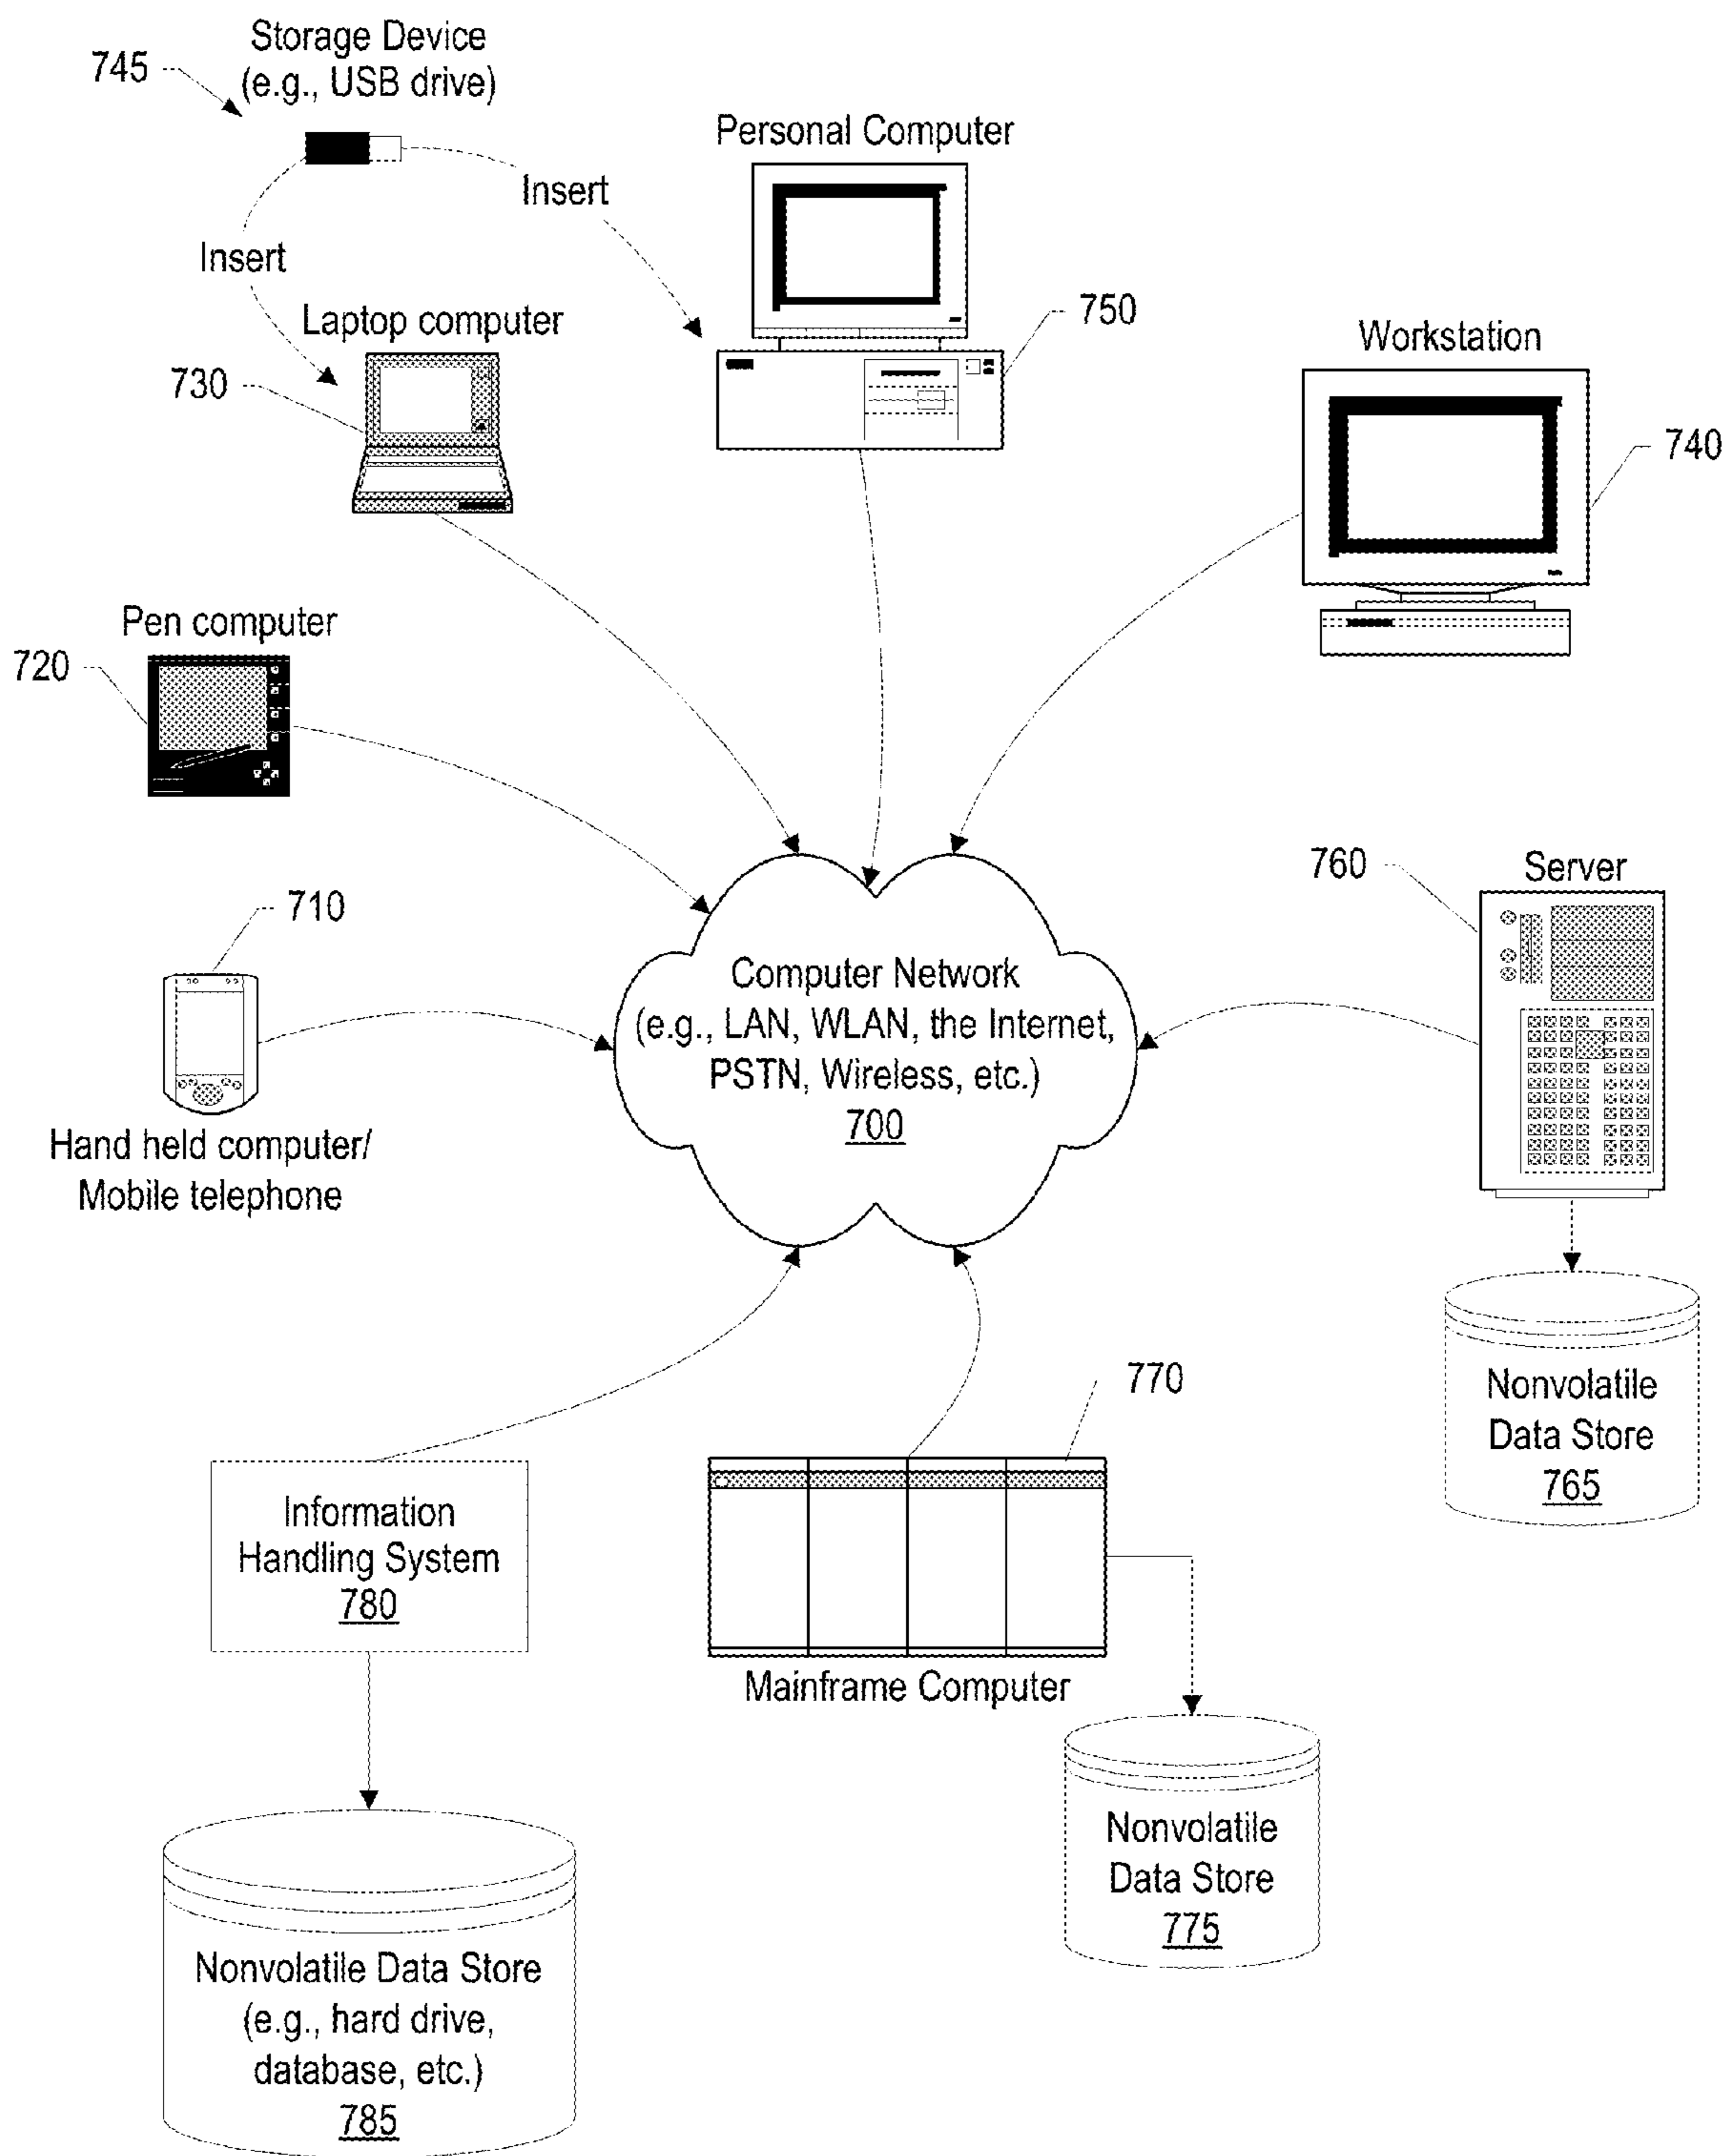 Storage Device
(e.g., USB drive)
745
Insert
Insert
Personal Computer
750
Laptop computer
730
Workstation
740
Pen computer
720
710
Hand held computer/
Mobile telephone
Computer Network
(e.g., LAN, WLAN, the Internet,
PSTN, Wireless, etc.)
700
760
Server
Nonvolatile
Data Store
765
770
Mainframe Computer
Nonvolatile
Data Store
775
Information
Handling System
780
Nonvolatile Data Store
(e.g., hard drive,
database, etc.)
785